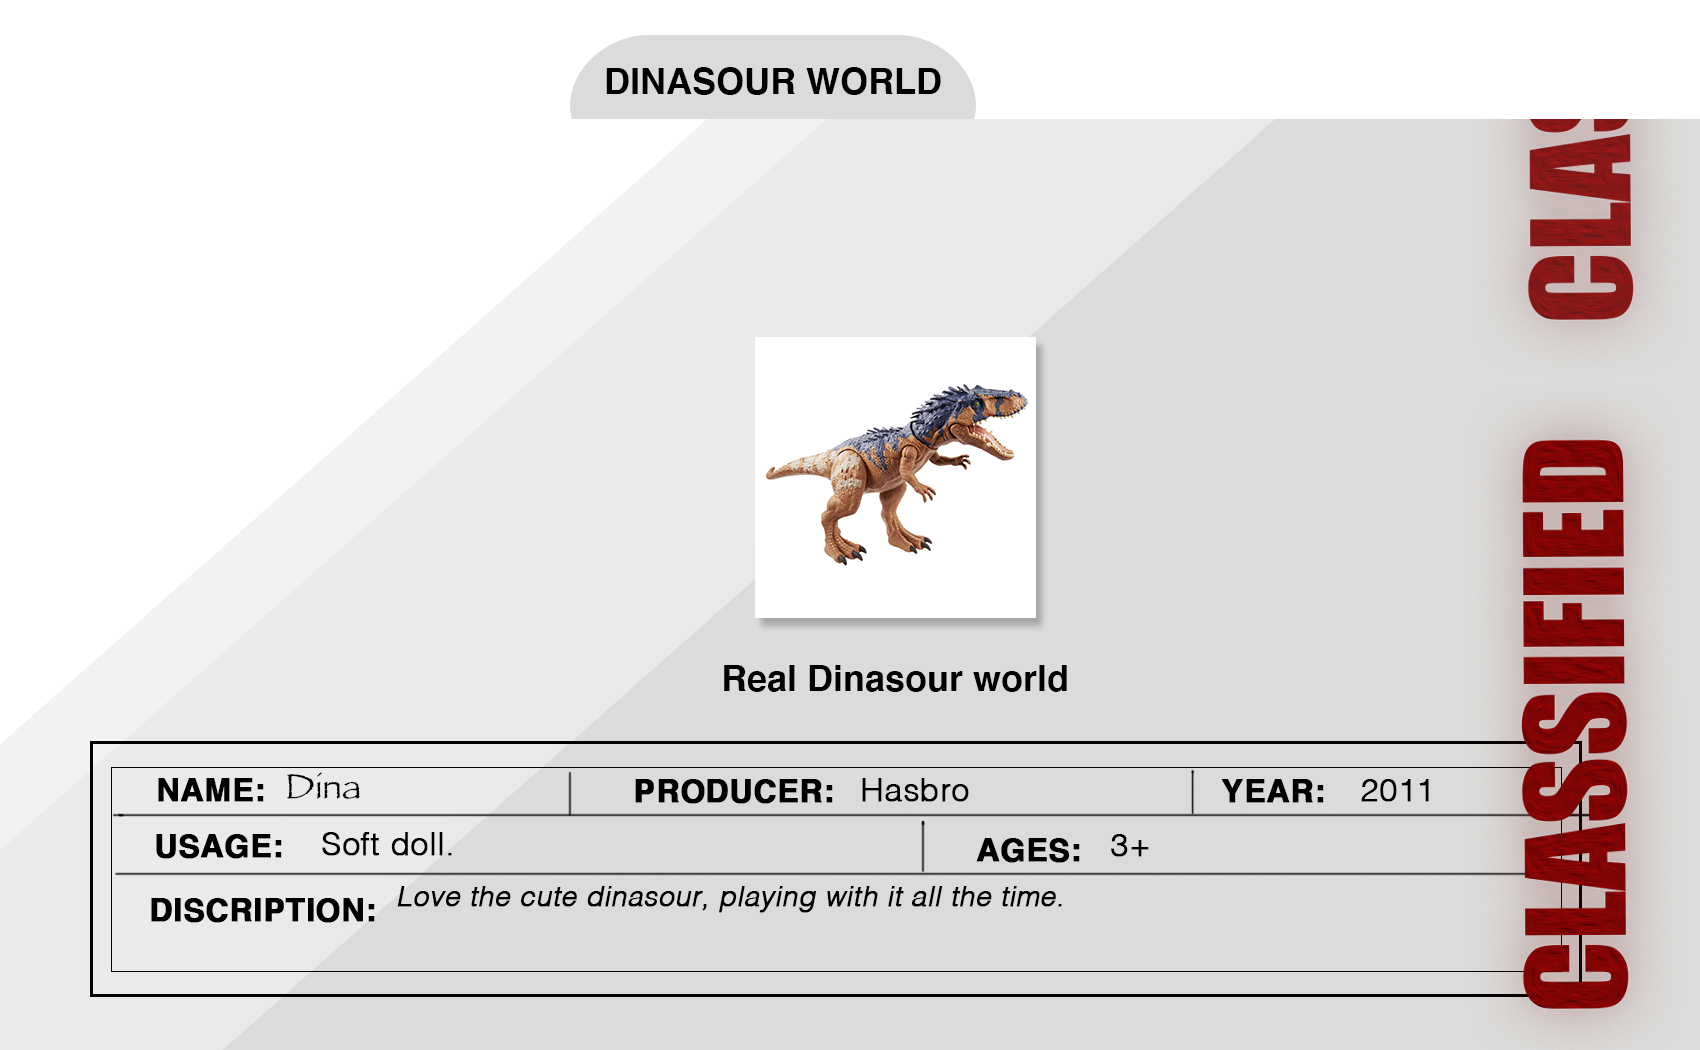 DINASOUR WORLD
CLAS
CLASSIFIED
Real Dinasour world
NAME: Dina PRODUCER: Hasbro YEAR: 2011
USAGE: Soft doll. AGES: 3+
DISCRIPTION: Love the cute dinasour, playing with it all the time.